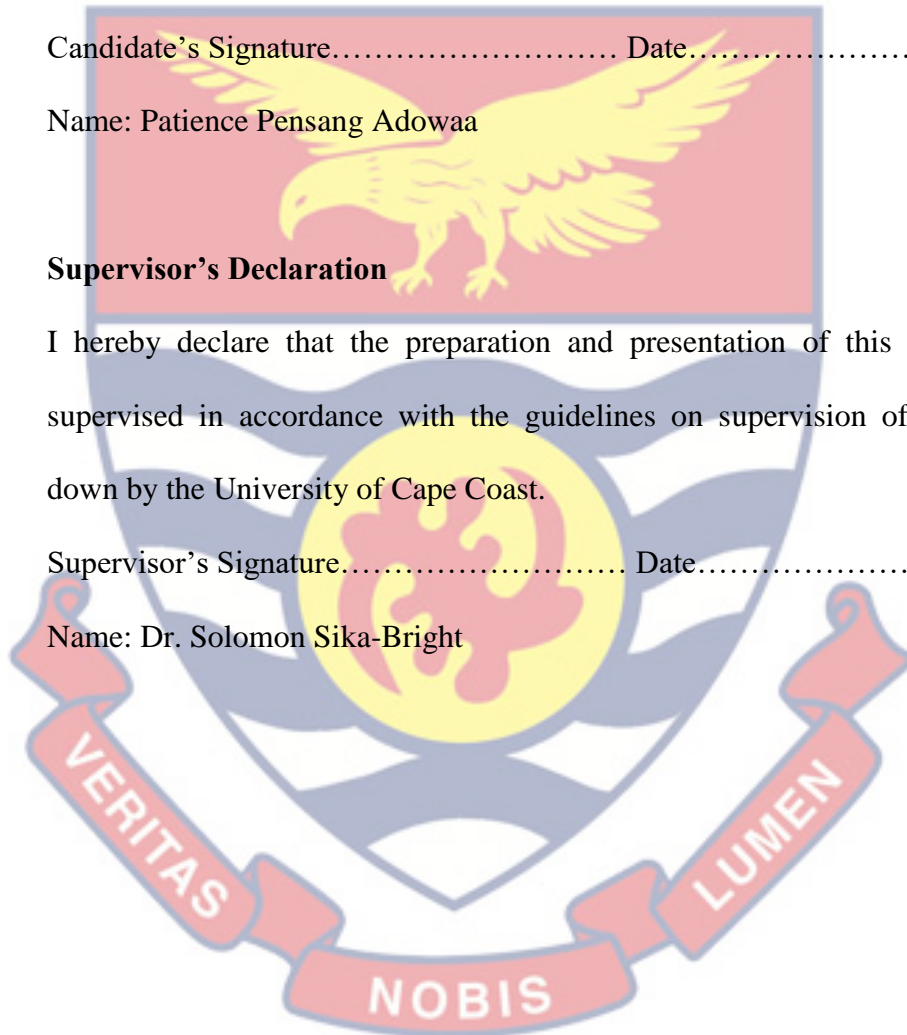 Candidate’s Signature……………………… Date…………………
Name: Patience Pensang Adowaa
Supervisor’s Declaration
I hereby declare that the preparation and presentation of this
supervised in accordance with the guidelines on supervision of
down by the University of Cape Coast.
Supervisor’s Signature……………………… Date…………………
Name: Dr. Solomon Sika-Bright
VERITAS
NOBIS
LUMEN